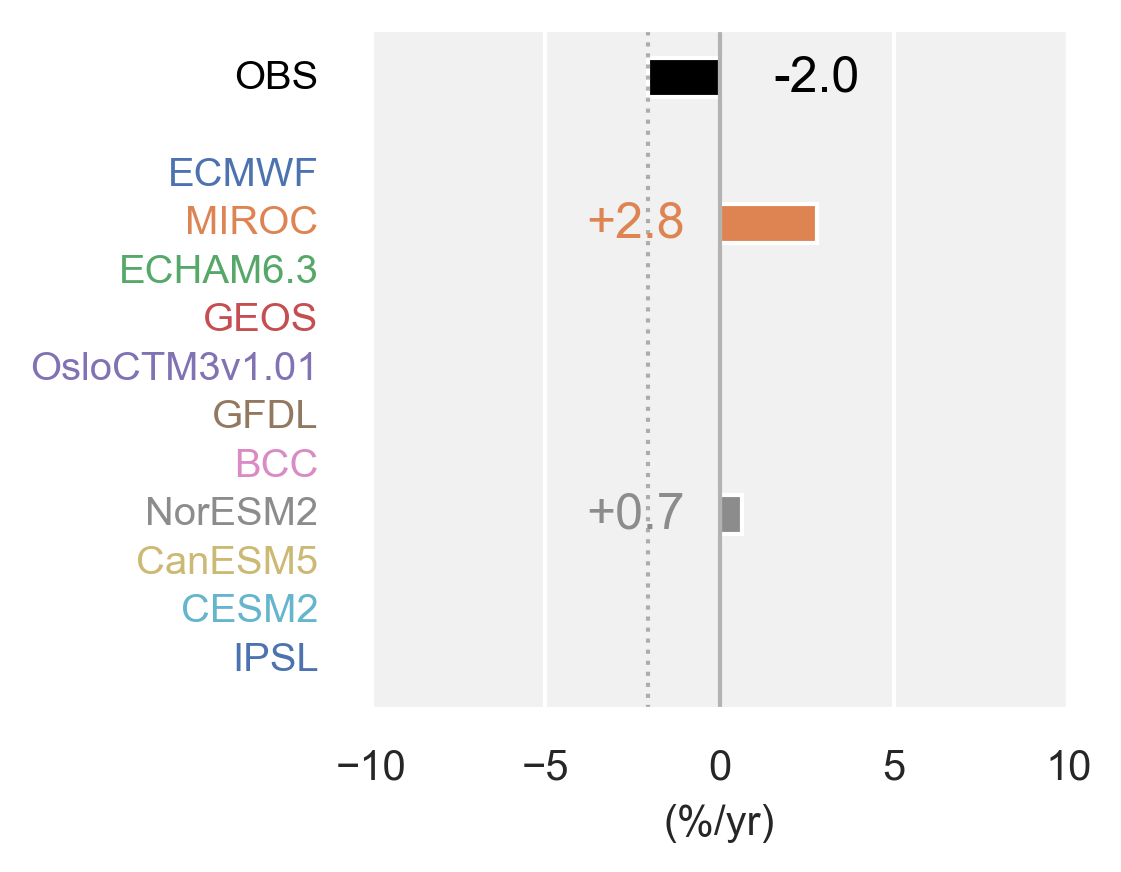 OBS -2.0
ECMWF
MIROC +2.8
ECHAM6.3
GEOS
OsloCTM3v1.01
GFDL
BCC
NorESM2 +0.7
CanESM5
CESM2
IPSL
−10 −5 0 5 10
(%/yr)